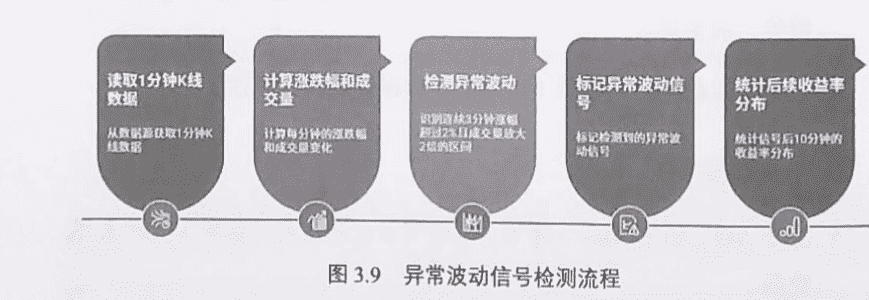 读取1分钟K线
数据
从数据源获取1分钟K
线数据
计算涨跌幅和成
交量
计算每分钟的涨跌幅
和成交量变化
检测异常波动
识别连续3分钟涨幅
超过2%且成交量放大
2倍的区间
标记异常波动信
号
标记检测到的异常波
动信号
统计后续收益率
分布
统计信号后10分钟的
收益率分布
图 3.9 异常波动信号检测流程